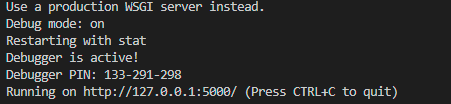 Use a production WSGI server instead.
Debug mode: on
Restarting with stat
Debugger is active!
Debugger PIN: 133-291-298
Running on http://127.0.0.1:5000/ (Press CTRL+C to quit)